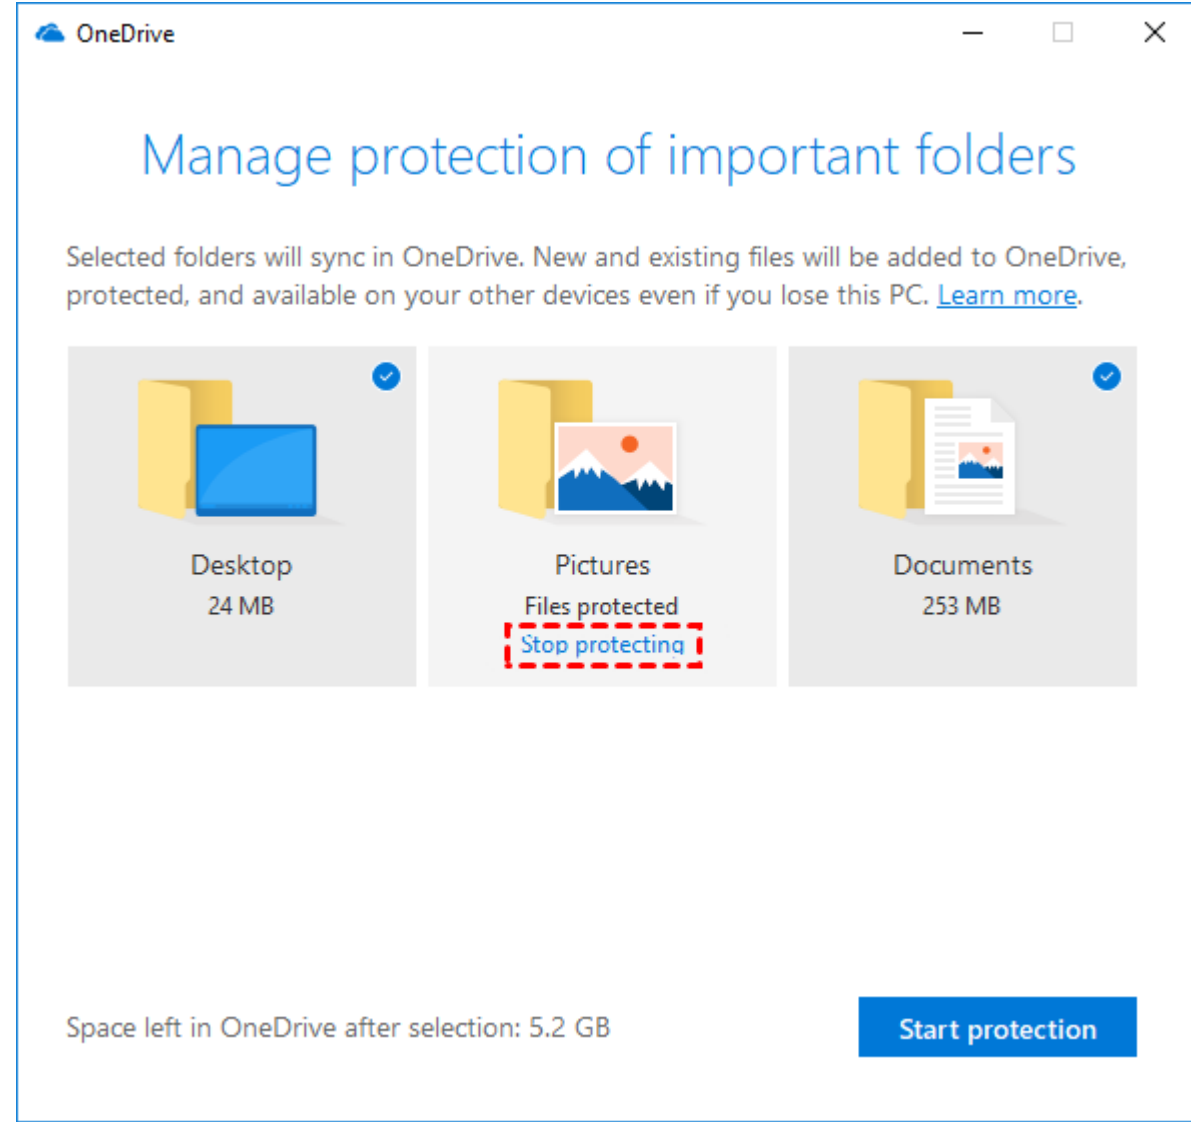 OneDrive
Manage protection of important folders
Selected folders will sync in OneDrive. New and existing files will be added to OneDrive,
protected, and available on your other devices even if you lose this PC. Learn more.
Desktop
24 MB
Pictures
Files protected
Stop protecting
Documents
253 MB
Space left in OneDrive after selection: 5.2 GB
Start protection